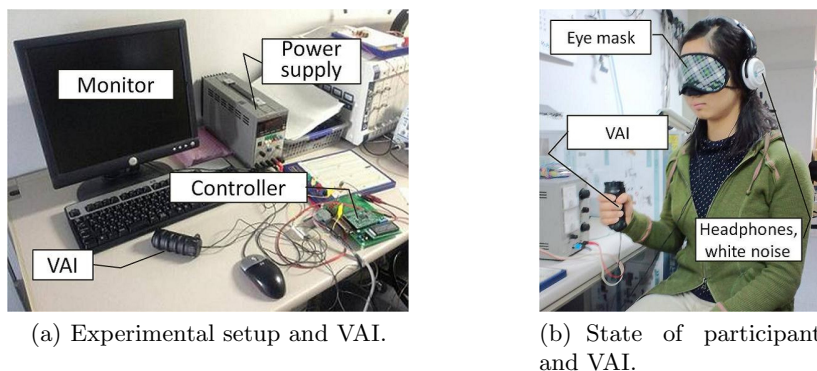 Monitor
Power
supply
Controller
VAI
Eye mask
VAI
Headphones,
white noise
(a) Experimental setup and VAI.
(b) State of participant
and VAI.